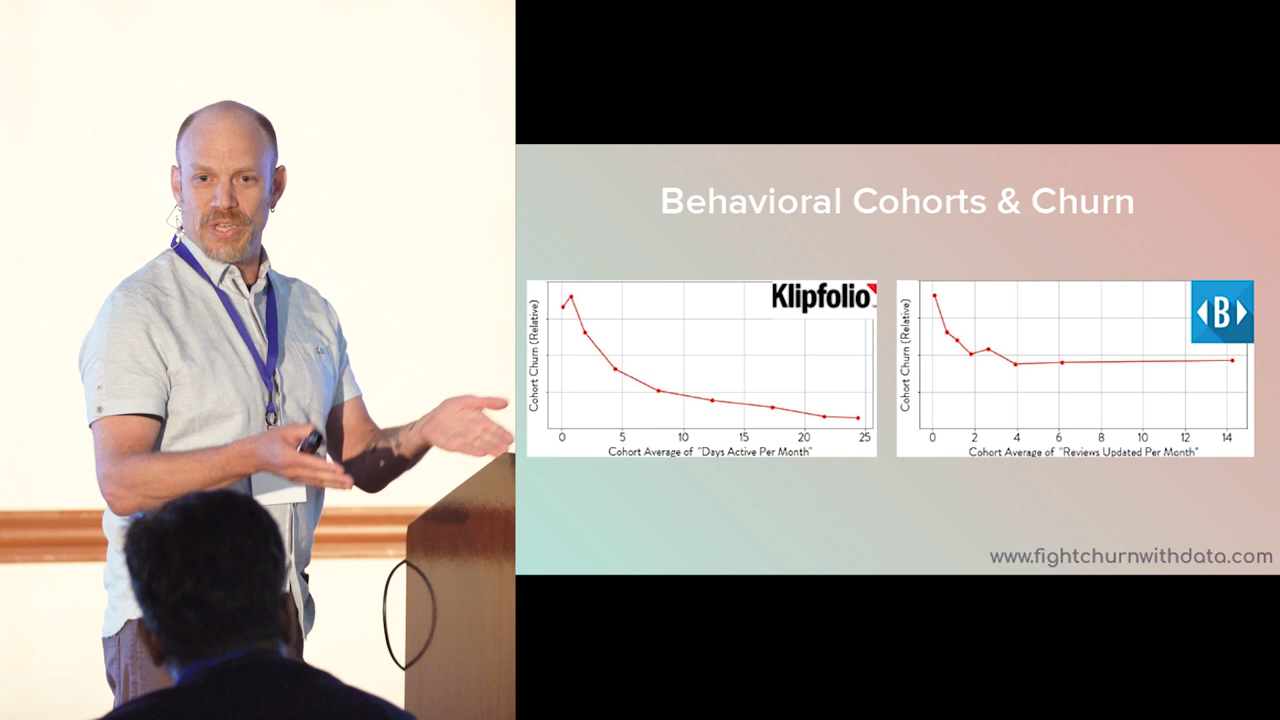 Behavioral Cohorts & Churn
Klipfolio
Cohort Churn (Relative)
0 5 10 15 20 25
Cohort Average of "Days Active Per Month"
B
Cohort Churn (Relative)
0 2 4 6 8 10 12 14
Cohort Average of "Reviews Updated Per Month"
www.fightchurnwithdata.com